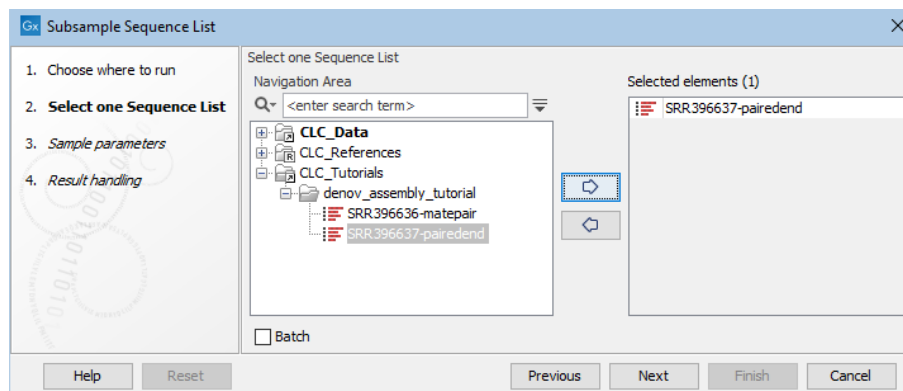 Gx Subsample Sequence List
1. Choose where to run
2. Select one Sequence List
3. Sample parameters
4. Result handling
Select one Sequence List
Navigation Area
<enter search term>
CLC_Data
CLC_References
CLC_Tutorials
denov_assembly_tutorial
SRR396636-matepair
SRR396637-pairedend
Batch
Selected elements (1)
SRR396637-pairedend
Help
Reset
Previous
Next
Finish
Cancel